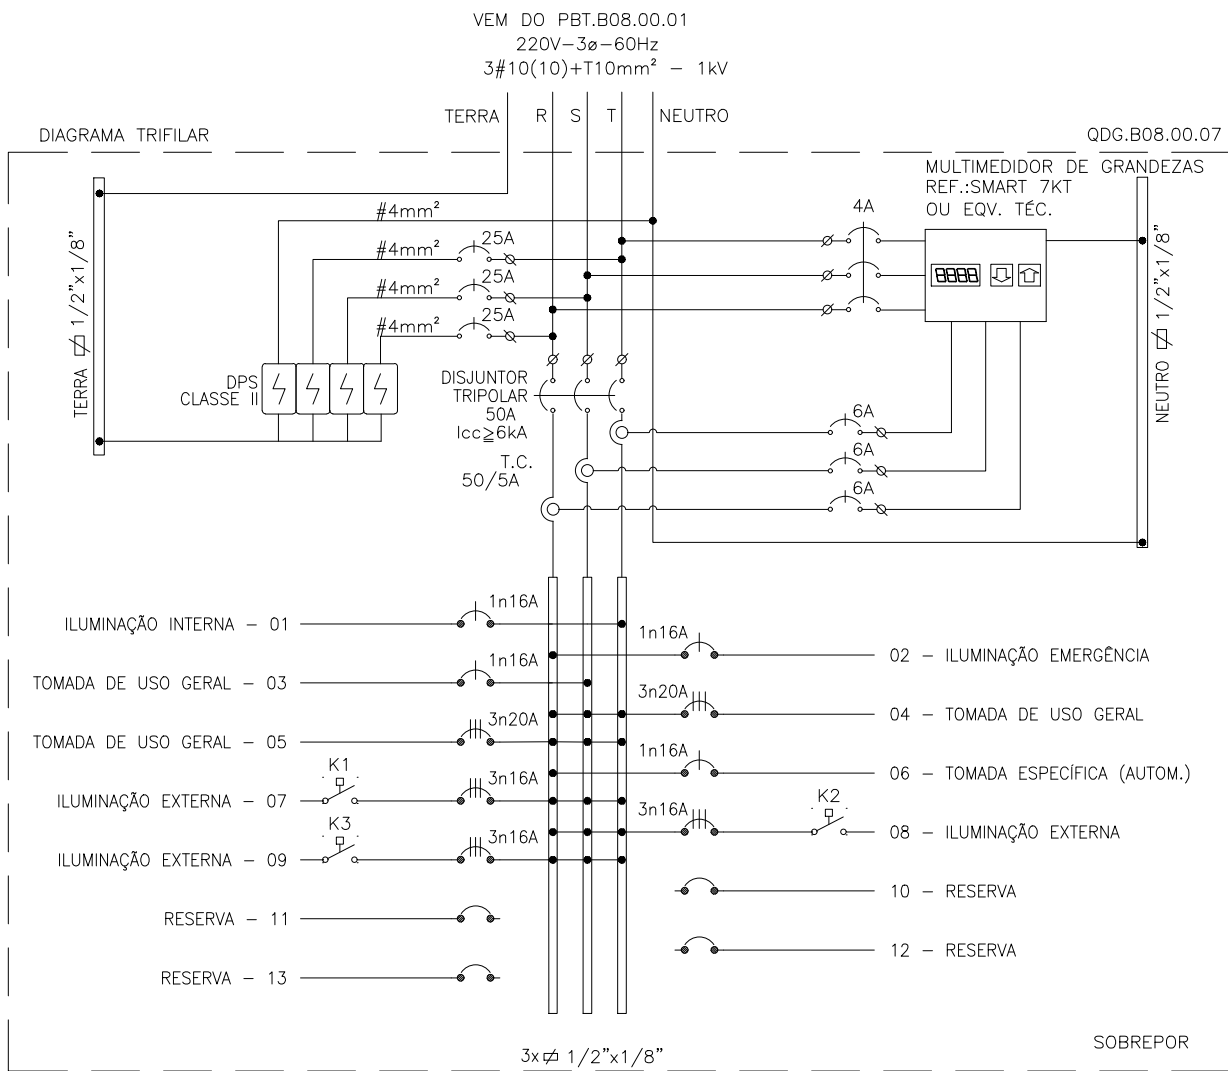 VEM DO PBT.B08.00.01
220V-3ø-60Hz
3#10(10)+T10mm² - 1kV
TERRA
R
S
T
NEUTRO
DIAGRAMA TRIFILAR
QDG.B08.00.07
MULTIMEDIDOR DE GRANDEZAS
REF.:SMART 7KT
OU EQV. TÉC.
#4mm²
4A
25A
#4mm²
25A
#4mm²
25A
#4mm²
TERRA 1/2"x1/8"
NEUTRO 1/2"x1/8"
8888
DPS
CLASSE II
DISJUNTOR
TRIPOLAR
50A
Icc≧6kA
T.C.
50/5A
6A
6A
6A
1n16A
ILUMINAÇÃO INTERNA - 01
1n16A
02 - ILUMINAÇÃO EMERGÊNCIA
1n16A
TOMADA DE USO GERAL - 03
3n20A
04 - TOMADA DE USO GERAL
3n20A
TOMADA DE USO GERAL - 05
1n16A
06 - TOMADA ESPECÍFICA (AUTOM.)
K1
3n16A
ILUMINAÇÃO EXTERNA - 07
K2
3n16A
08 - ILUMINAÇÃO EXTERNA
K3
3n16A
ILUMINAÇÃO EXTERNA - 09
10 - RESERVA
RESERVA - 11
12 - RESERVA
RESERVA - 13
3x 1/2"x1/8"
SOBREPOR